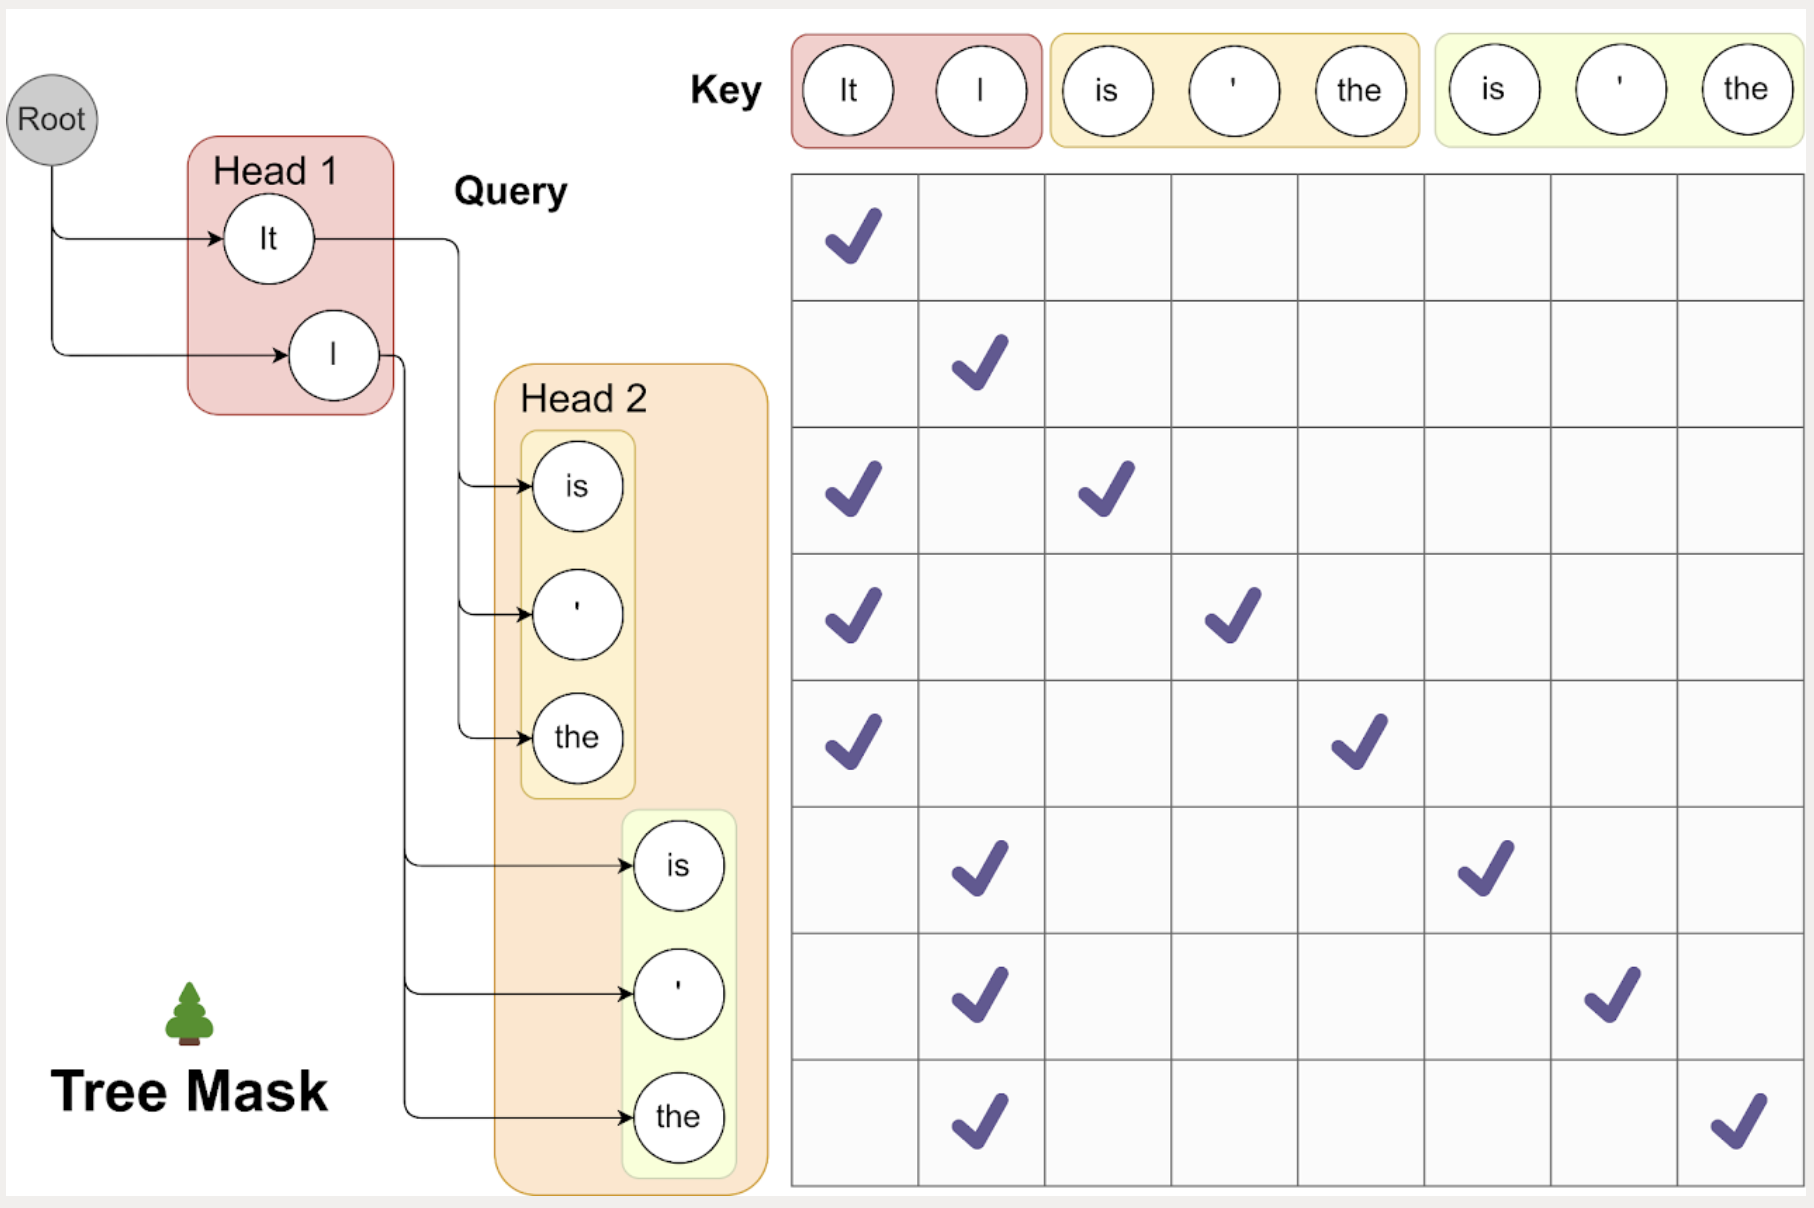 Root
Head 1
It
I
Query
Head 2
is
'
the
is
'
the
Tree Mask
Key
It
I
is
'
the
is
'
the